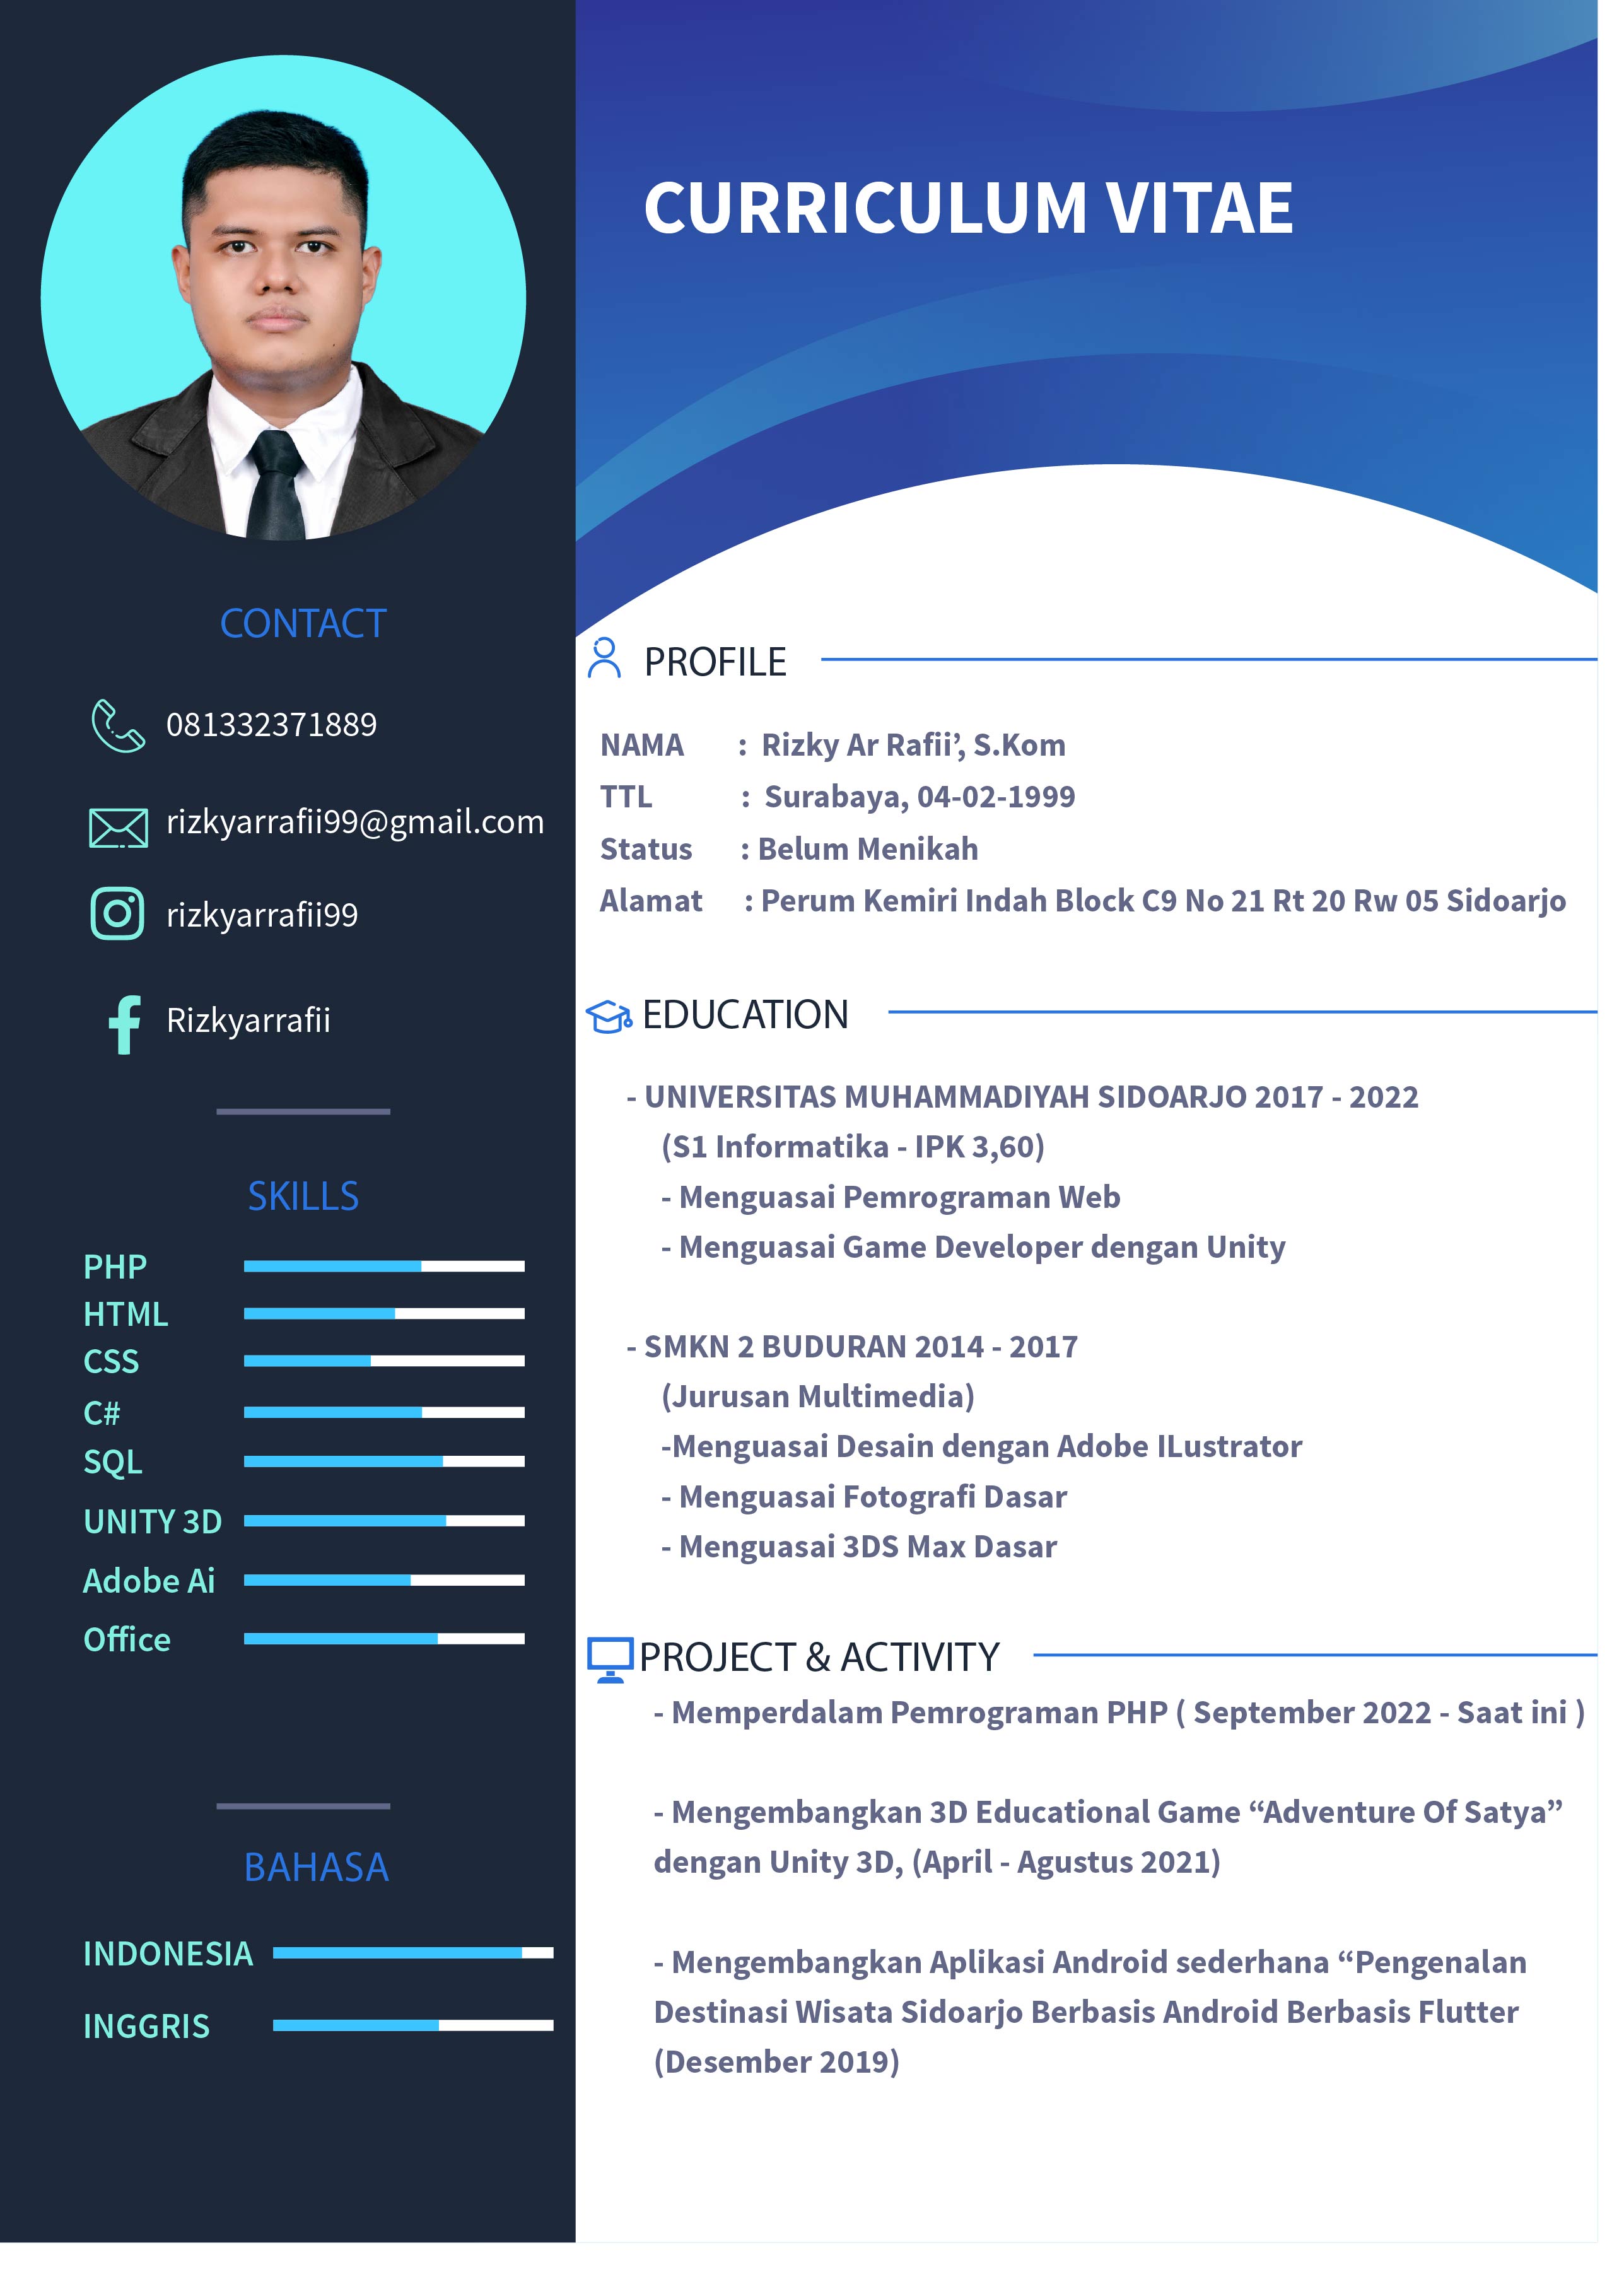 CURRICULUM VITAE
CONTACT
081332371889
rizkyarrafii99@gmail.com
rizkyarrafii99
Rizkyarrafii
SKILLS
PHP
HTML
CSS
C#
SQL
UNITY 3D
Adobe Ai
Office
BAHASA
INDONESIA
INGGRIS
PROFILE
NAMA : Rizky Ar Rafii’, S.Kom
TTL : Surabaya, 04-02-1999
Status : Belum Menikah
Alamat : Perum Kemiri Indah Block C9 No 21 Rt 20 Rw 05 Sidoarjo
EDUCATION
- UNIVERSITAS MUHAMMADIYAH SIDOARJO 2017 - 2022
(S1 Informatika - IPK 3,60)
- Menguasai Pemrograman Web
- Menguasai Game Developer dengan Unity
- SMKN 2 BUDURAN 2014 - 2017
(Jurusan Multimedia)
-Menguasai Desain dengan Adobe ILustrator
- Menguasai Fotografi Dasar
- Menguasai 3DS Max Dasar
PROJECT & ACTIVITY
- Memperdalam Pemrograman PHP ( September 2022 - Saat ini )
- Mengembangkan 3D Educational Game “Adventure Of Satya”
dengan Unity 3D, (April - Agustus 2021)
- Mengembangkan Aplikasi Android sederhana “Pengenalan
Destinasi Wisata Sidoarjo Berbasis Android Berbasis Flutter
(Desember 2019)